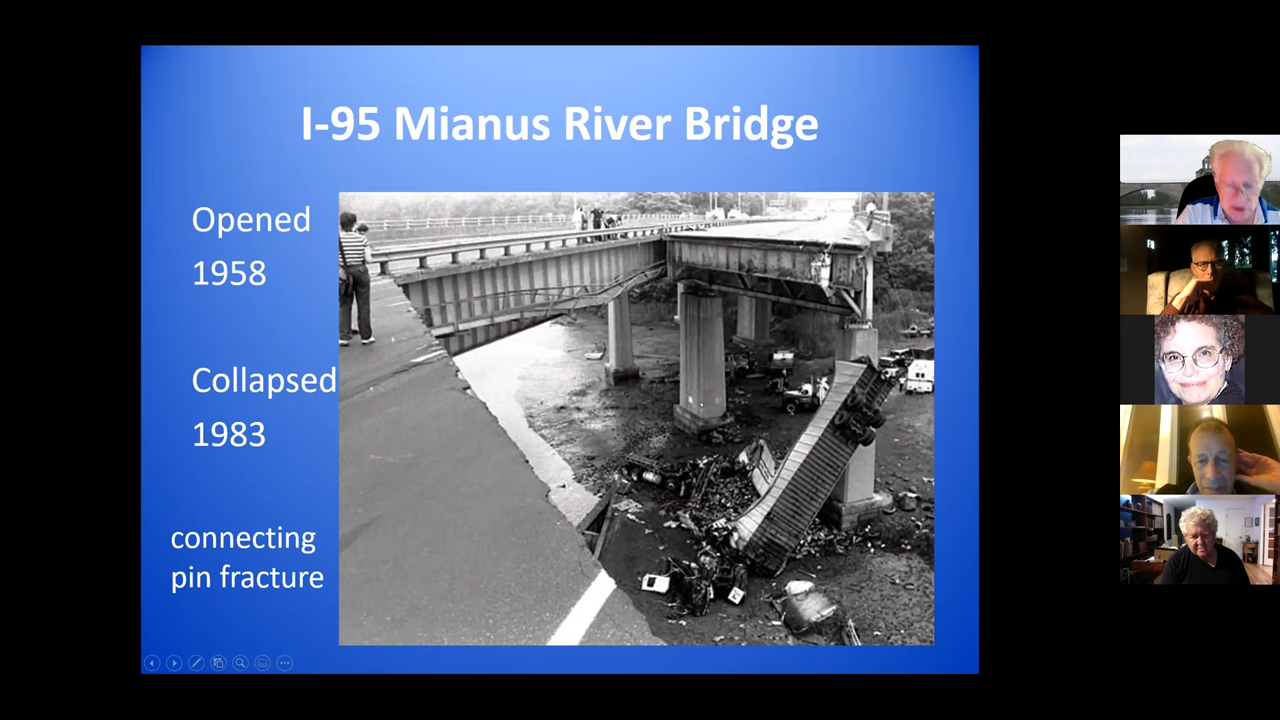 I-95 Mianus River Bridge
Opened
1958
Collapsed
1983
connecting
pin fracture